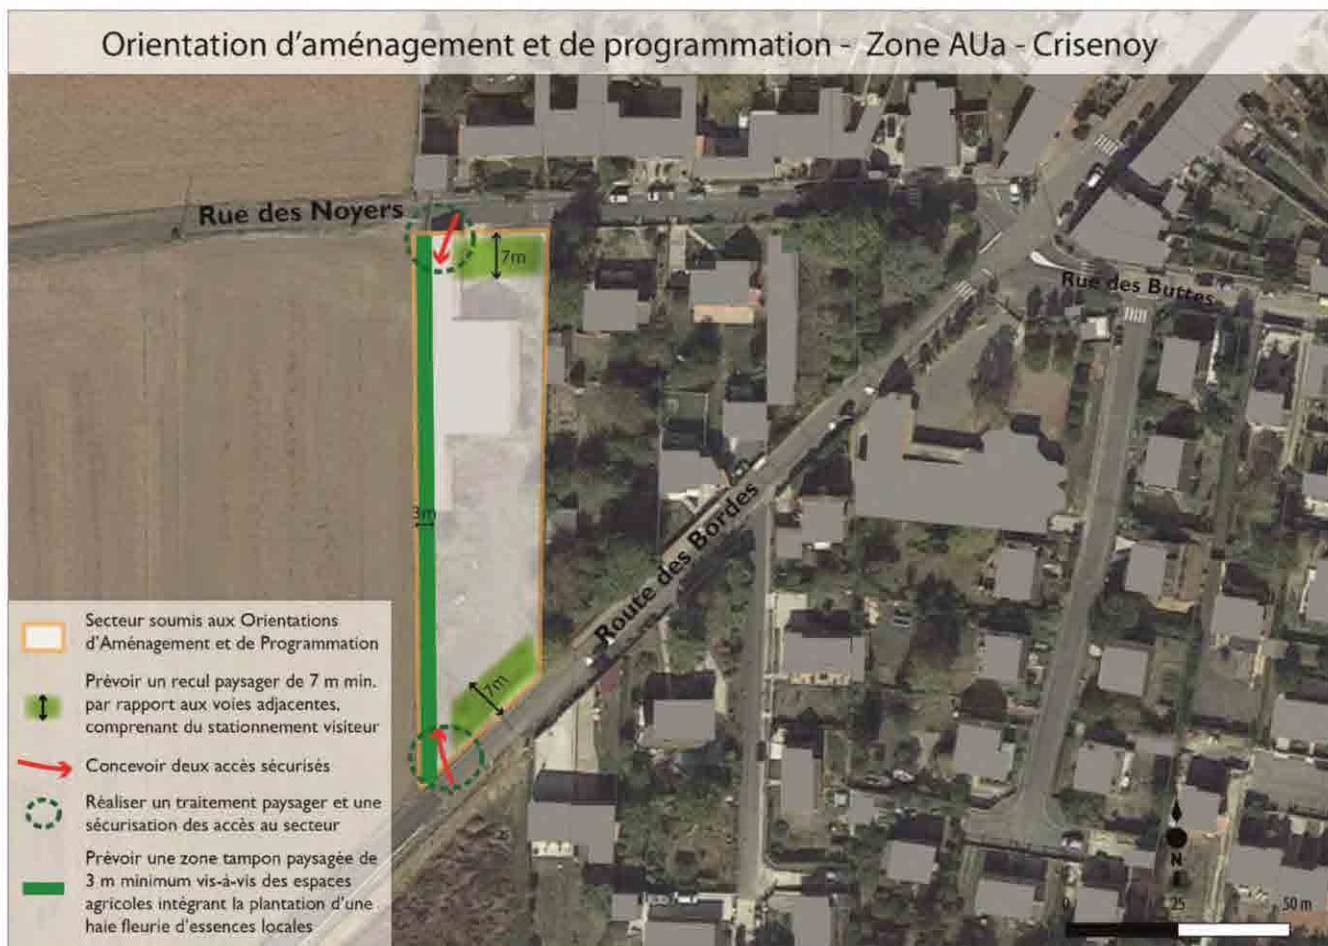 Orientation d'aménagement et de programmation - Zone AUa - Crisenoy
Rue des Noyers
7m
Rue des Buttes
3m
Route des Bordes
7m
Secteur soumis aux Orientations
d'Aménagement et de Programmation
Prévoir un recul paysager de 7 m min.
par rapport aux voies adjacentes,
comprenant du stationnement visiteur
Concevoir deux accès sécurisés
Réaliser un traitement paysager et une
sécurisation des accès au secteur
Prévoir une zone tampon paysagée de
3 m minimum vis-à-vis des espaces
agricoles intégrant la plantation d'une
haie fleurie d'essences locales
N
0 25 50 m